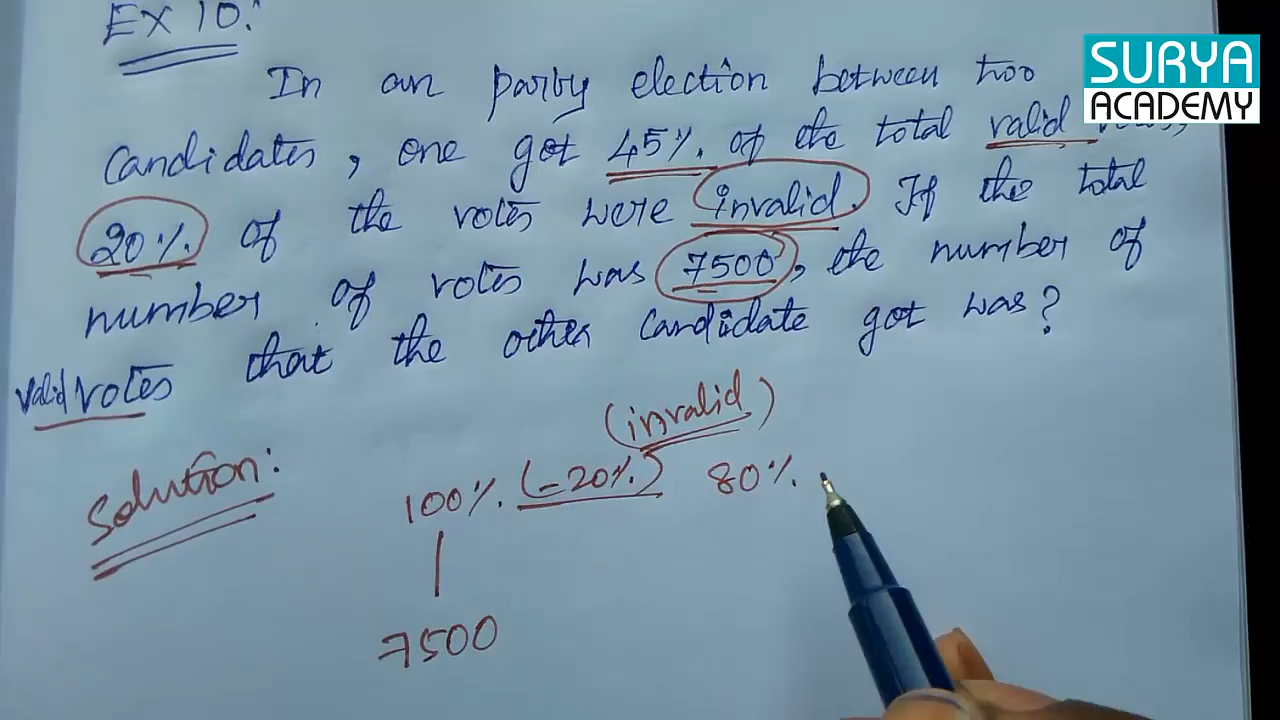 EX 10:
SURYA
ACADEMY
In an party election between two
candidates, one got 45% of the total valid
20% of the votes were invalid. If the total
number of votes was 7500, the number of
valid votes that the other candidate got was?
(invalid)
Solution: 100% (-20%) 80%
7500